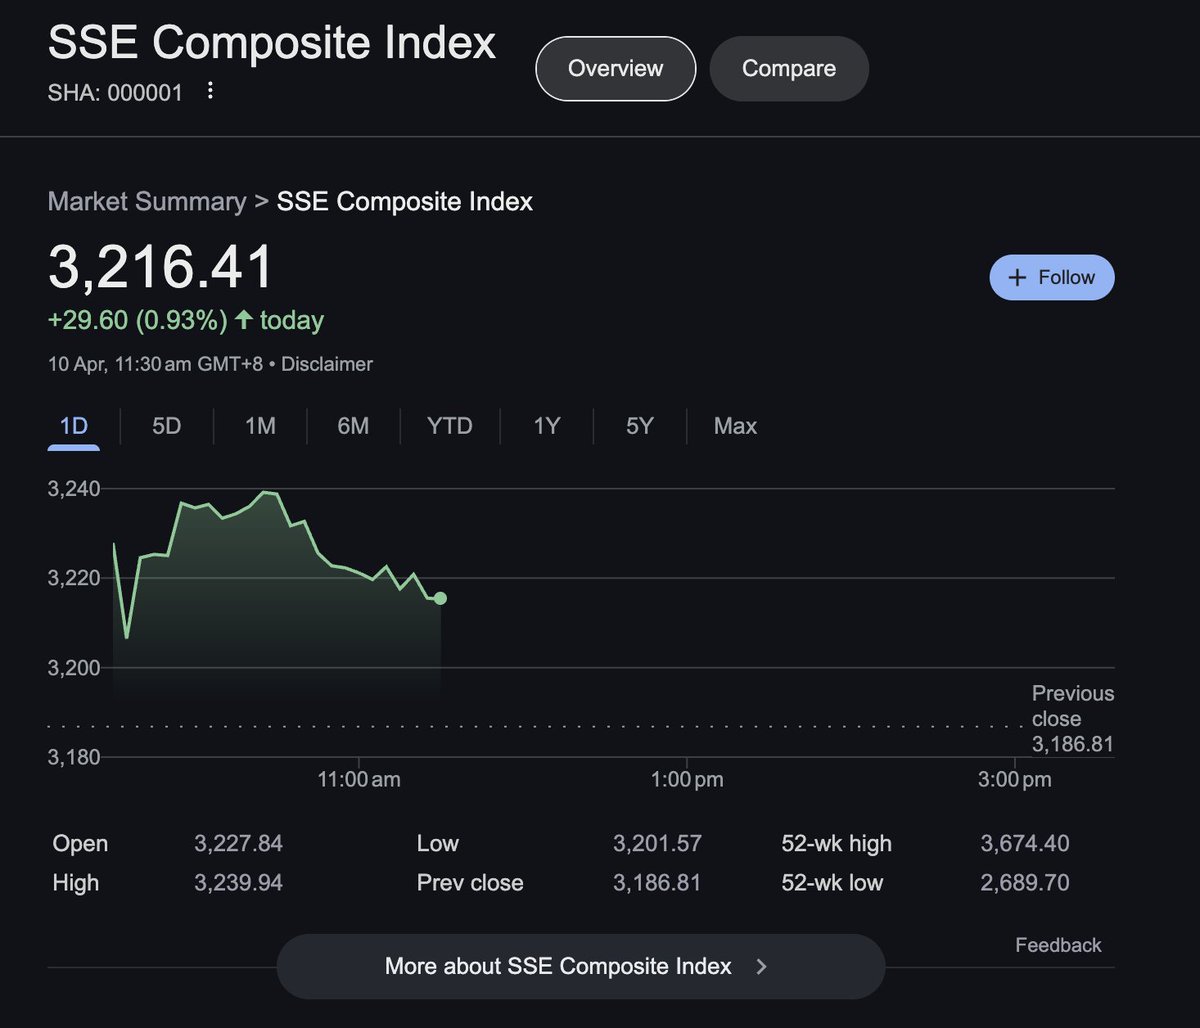 SSE Composite Index
SHA: 000001
Overview
Compare
Market Summary > SSE Composite Index
3,216.41
+29.60 (0.93%) ↑ today
10 Apr, 11:30 am GMT+8 • Disclaimer
+ Follow
1D 5D 1M 6M YTD 1Y 5Y Max
3,240
3,220
3,200
3,180
Previous
close
3,186.81
11:00 am 1:00 pm 3:00 pm
Open 3,227.84 Low 3,201.57 52-wk high 3,674.40
High 3,239.94 Prev close 3,186.81 52-wk low 2,689.70
Feedback
More about SSE Composite Index